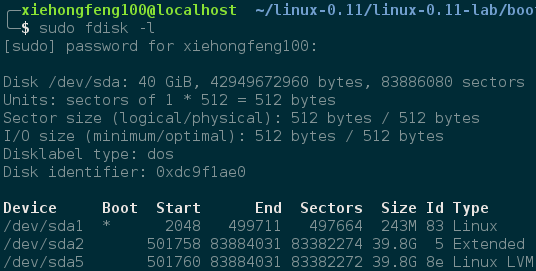 xiehongfeng100@localhost ~/linux-0.11/linux-0.11-lab/boo
$ sudo fdisk -l
[sudo] password for xiehongfeng100:
Disk /dev/sda: 40 GiB, 42949672960 bytes, 83886080 sectors
Units: sectors of 1 * 512 = 512 bytes
Sector size (logical/physical): 512 bytes / 512 bytes
I/O size (minimum/optimal): 512 bytes / 512 bytes
Disklabel type: dos
Disk identifier: 0xdc9f1ae0
Device Boot Start End Sectors Size Id Type
/dev/sda1 * 2048 499711 497664 243M 83 Linux
/dev/sda2 501758 83884031 83382274 39.8G 5 Extended
/dev/sda5 501760 83884031 83382272 39.8G 8e Linux LVM